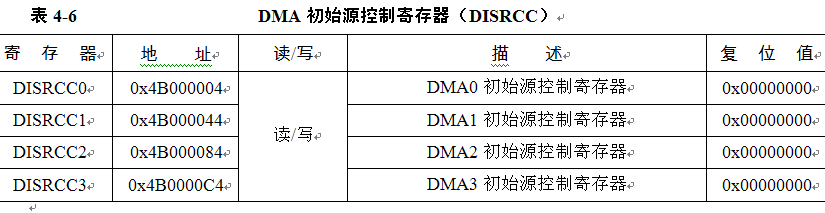 表 4-6 DMA 初始源控制寄存器（DISRCC）
寄存器 地址 读/写 描述 复位值
DISRCC0 0x4B000004 读/写 DMA0 初始源控制寄存器 0x00000000
DISRCC1 0x4B000044 DMA1 初始源控制寄存器 0x00000000
DISRCC2 0x4B000084 DMA2 初始源控制寄存器 0x00000000
DISRCC3 0x4B0000C4 DMA3 初始源控制寄存器 0x00000000